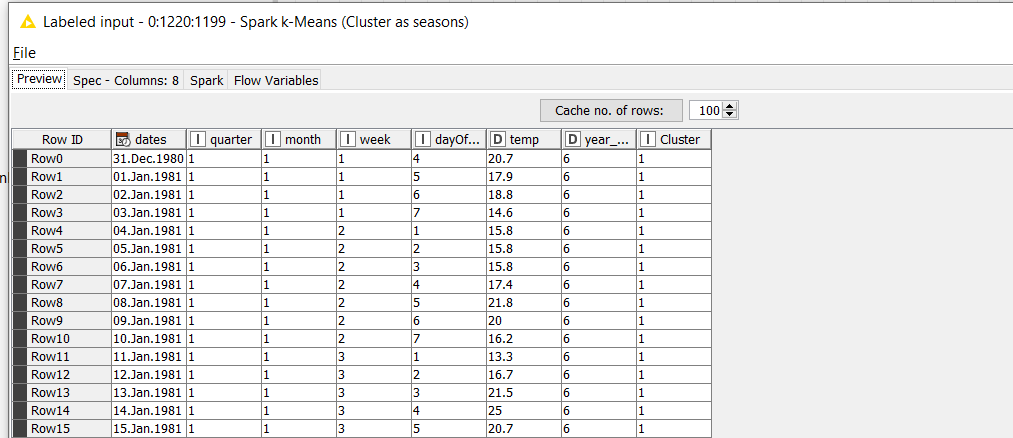 Labeled input - 0:1220:1199 - Spark k-Means (Cluster as seasons)
File
Preview Spec - Columns: 8 Spark Flow Variables
Cache no. of rows: 100
Row ID dates I quarter I month I week I dayOf... D temp D year_... I Cluster
Row0 31.Dec.1980 1 1 1 4 20.7 6 1
Row1 01.Jan.1981 1 1 1 5 17.9 6 1
Row2 02.Jan.1981 1 1 1 6 18.8 6 1
Row3 03.Jan.1981 1 1 1 7 14.6 6 1
Row4 04.Jan.1981 1 1 2 1 15.8 6 1
Row5 05.Jan.1981 1 1 2 2 15.8 6 1
Row6 06.Jan.1981 1 1 2 3 15.8 6 1
Row7 07.Jan.1981 1 1 2 4 17.4 6 1
Row8 08.Jan.1981 1 1 2 5 21.8 6 1
Row9 09.Jan.1981 1 1 2 6 20 6 1
Row10 10.Jan.1981 1 1 2 7 16.2 6 1
Row11 11.Jan.1981 1 1 3 1 13.3 6 1
Row12 12.Jan.1981 1 1 3 2 16.7 6 1
Row13 13.Jan.1981 1 1 3 3 21.5 6 1
Row14 14.Jan.1981 1 1 3 4 25 6 1
Row15 15.Jan.1981 1 1 3 5 20.7 6 1